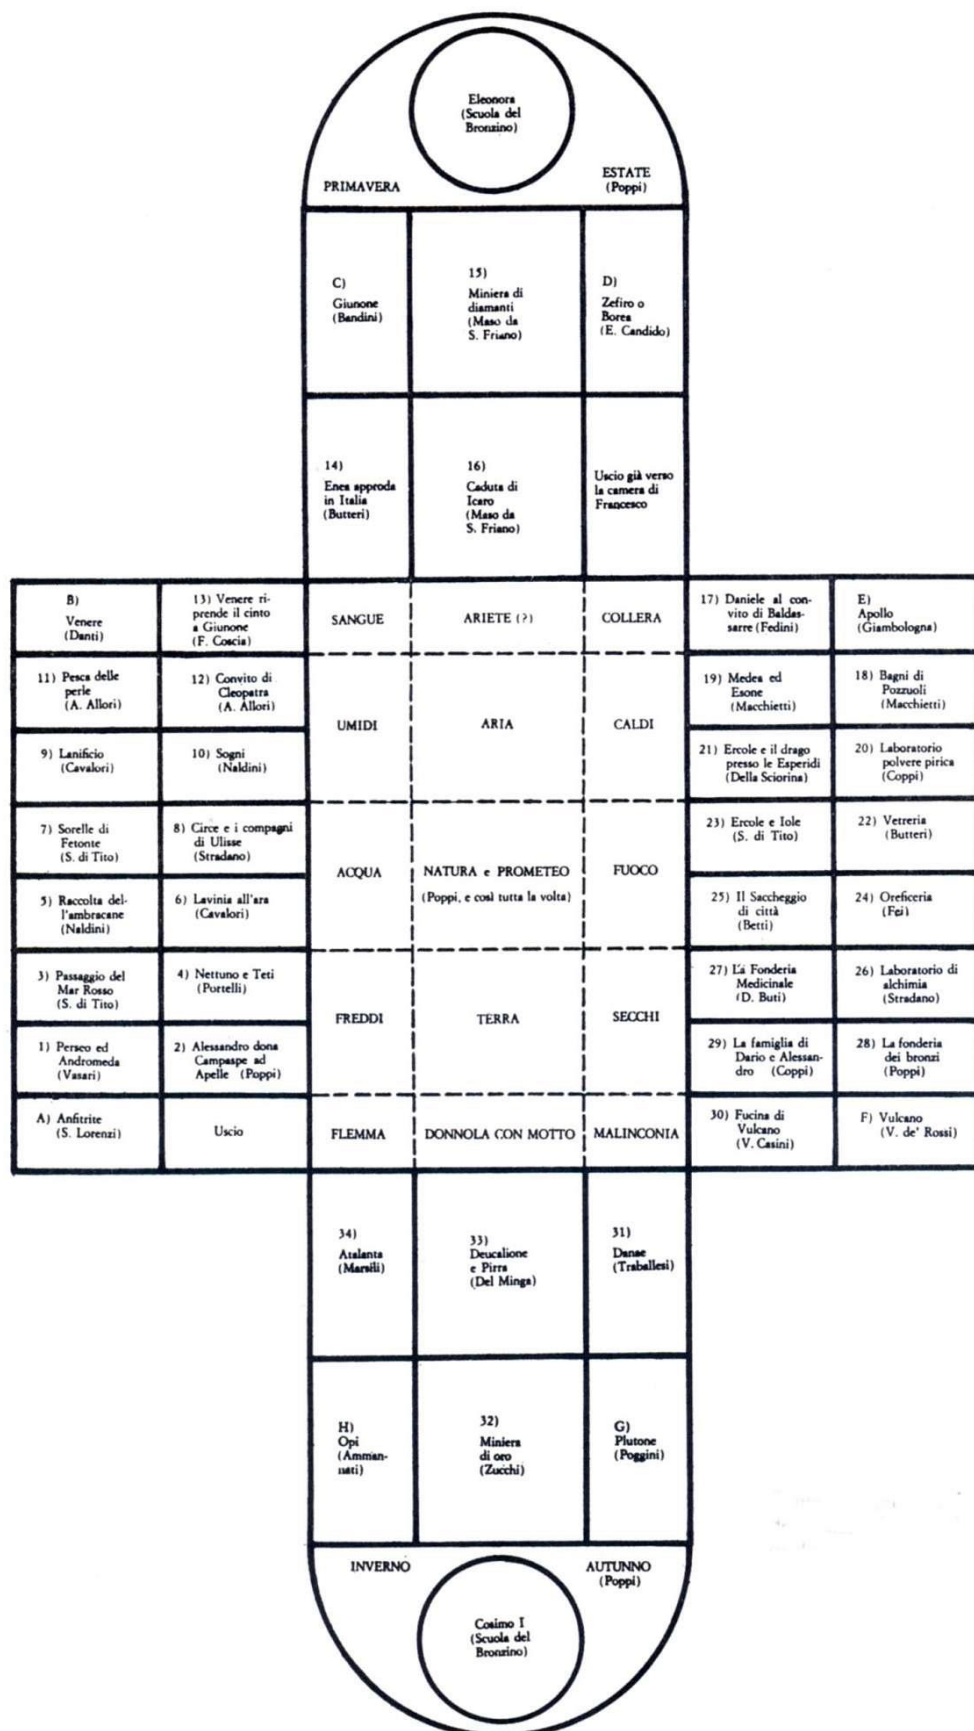 Eleonora
(Scuola del
Bronzino)
PRIMAVERA
ESTATE
(Poppi)
C)
Giunone
(Bandini)
15)
Miniera di
diamanti
(Maso da
S. Friano)
D)
Zefiro o
Borea
(E. Candido)
14)
Enea approda
in Italia
(Butteri)
16)
Caduta di
Icaro
(Maso da
S. Friano)
Uscio già verso
la camera di
Francesco
B)
Venere
(Danti)
13) Venere ri-
prende il cinto
a Giunone
(F. Coscia)
SANGUE
ARIETE (?)
COLLERA
17) Daniele al con-
vito di Baldas-
sarre (Fedini)
E)
Apollo
(Giambologna)
11) Pesca delle
perle
(A. Allori)
12) Convito di
Cleopatra
(A. Allori)
UMIDI
ARIA
CALDI
19) Medea ed
Esone
(Macchietti)
18) Bagni di
Pozzuoli
(Macchietti)
9) Lanificio
(Cavalori)
10) Sogni
(Naldini)
21) Ercole e il drago
presso le Esperidi
(Della Sciorina)
20) Laboratorio
polvere pirica
(Coppi)
7) Sorelle di
Fetonte
(S. di Tito)
8) Circe e i compagni
di Ulisse
(Stradano)
ACQUA
NATURA e PROMETEO
(Poppi, e così tutta la volta)
FUOCO
23) Ercole e Iole
(S. di Tito)
22) Vetreria
(Butteri)
5) Raccolta del-
l'ambracane
(Naldini)
6) Lavinia all'ara
(Cavalori)
25) Il Saccheggio
di città
(Betti)
24) Oreficeria
(Fei)
3) Passaggio del
Mar Rosso
(S. di Tito)
4) Nettuno e Teti
(Portelli)
FREDDI
TERRA
SECCHI
27) La Fonderia
Medicinale
(D. Buti)
26) Laboratorio di
alchimia
(Stradano)
1) Perseo ed
Andromeda
(Vasari)
2) Alessandro dona
Campaspe ad
Apelle (Poppi)
29) La famiglia di
Dario e Alessan-
dro (Coppi)
28) La fonderia
dei bronzi
(Poppi)
A) Anfitrite
(S. Lorenzi)
Uscio
FLEMMA
DONNOLA CON MOTTO
MALINCONIA
30) Fucina di
Vulcano
(V. Casini)
F) Vulcano
(V. de' Rossi)
34)
Atalanta
(Marsili)
33)
Deucalione
e Pirra
(Del Minga)
31)
Danae
(Traballesi)
H)
Opi
(Amman-
nati)
32)
Miniera
di oro
(Zucchi)
G)
Plutone
(Poggini)
INVERNO
AUTUNNO
(Poppi)
Cosimo I
(Scuola del
Bronzino)